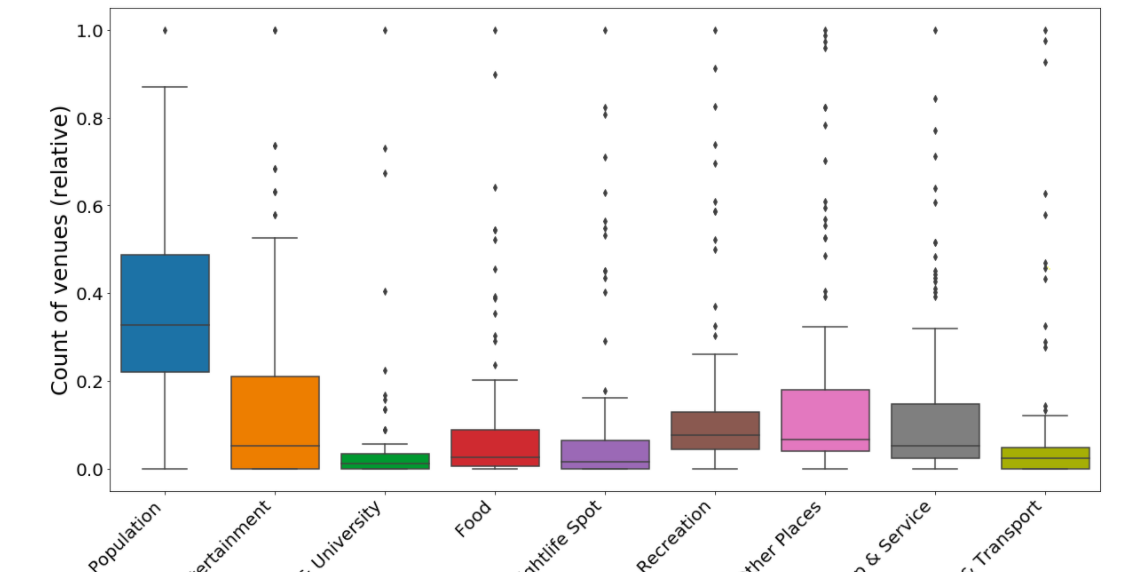 Count of venues (relative)
1.0
0.8
0.6
0.4
0.2
0.0
Population
ertainment
& University
Food
ghtlife Spot
Recreation
ther Places
p & Service
& Transport